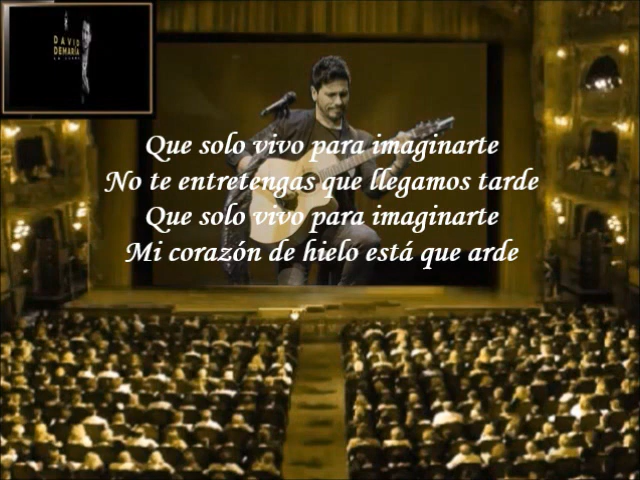 DAVID
DEMARÍA
Que solo vivo para imaginarte
No te entretengas que llegamos tarde
Que solo vivo para imaginarte
Mi corazón de hielo está que arde